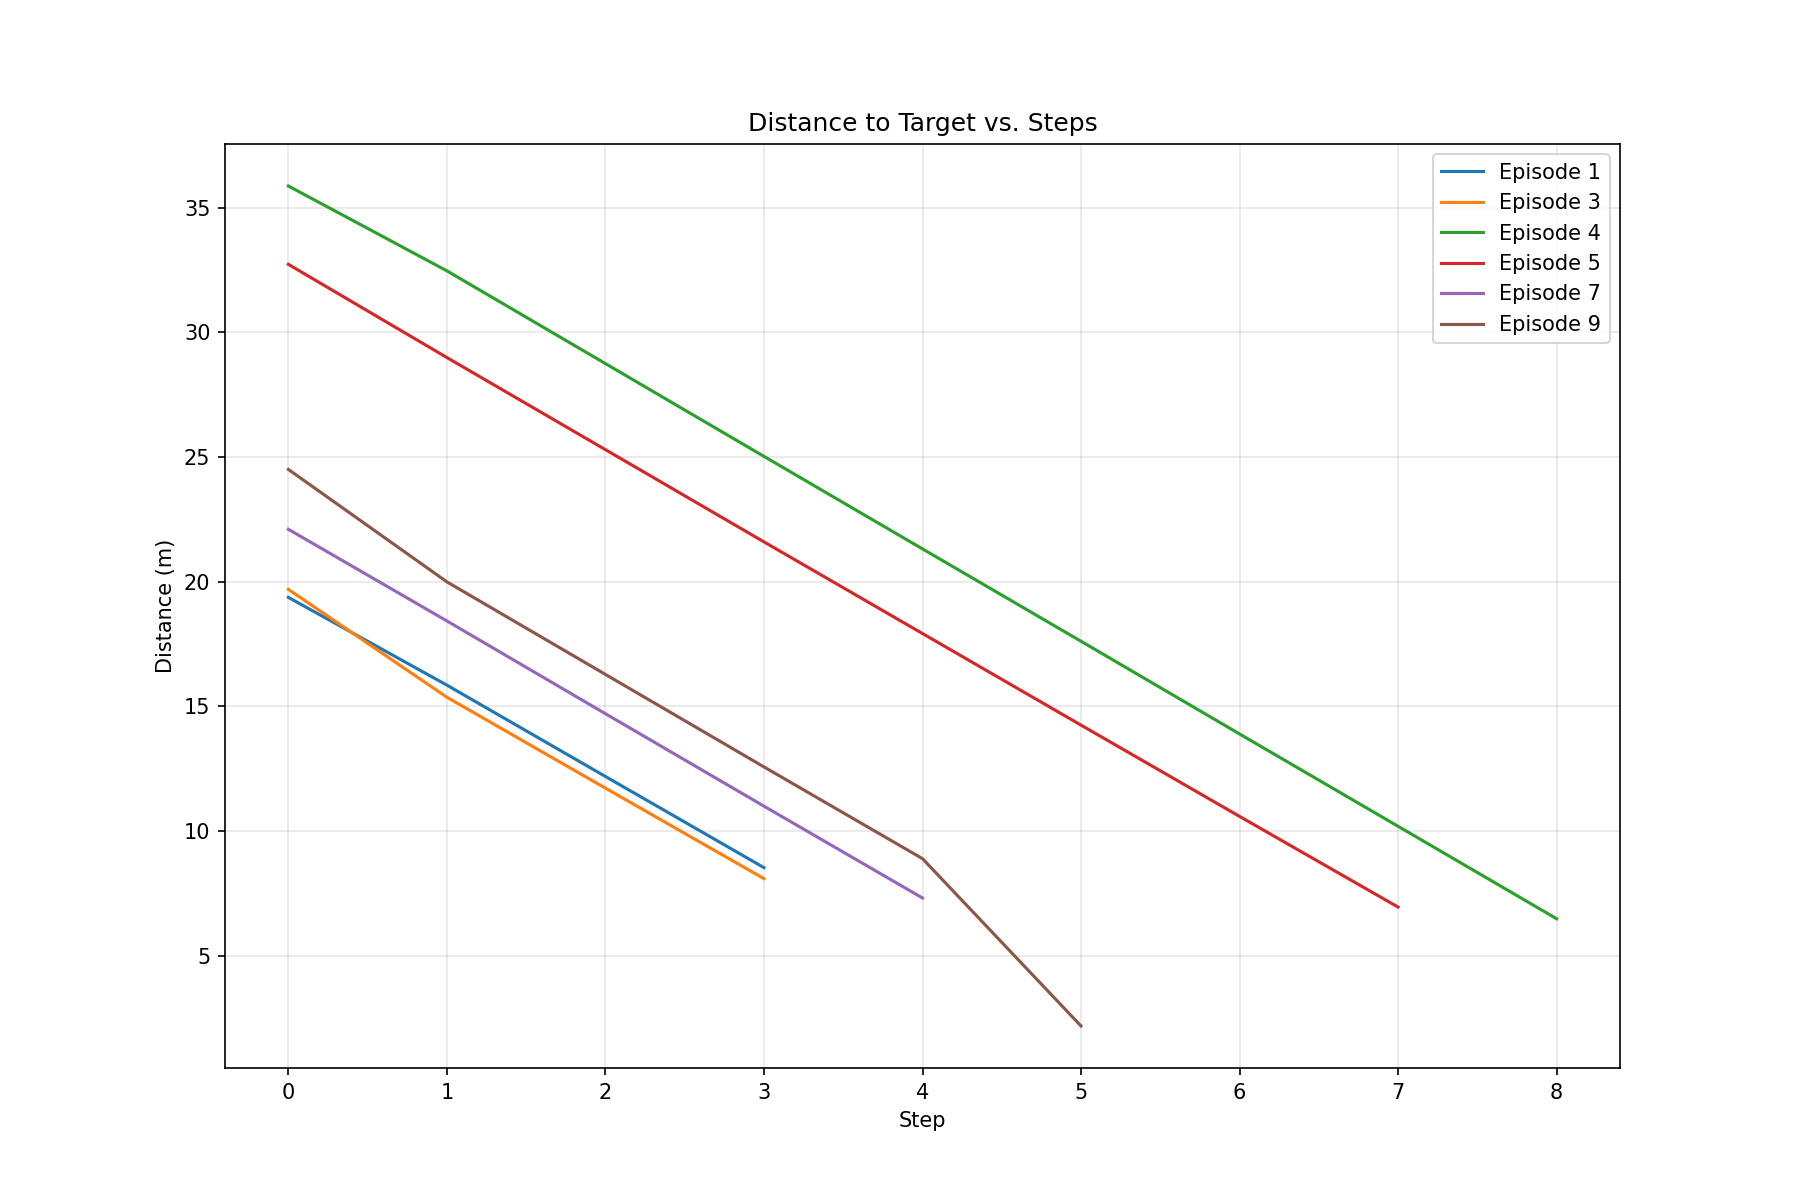 Distance to Target vs. Steps
Episode 1
Episode 3
Episode 4
Episode 5
Episode 7
Episode 9
Distance (m)
35
30
25
20
15
10
5
0 1 2 3 4 5 6 7 8
Step